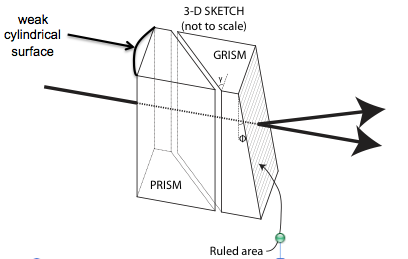 3-D SKETCH
(not to scale)
weak
cylindrical
surface
GRISM
γ
Φ
PRISM
Ruled area